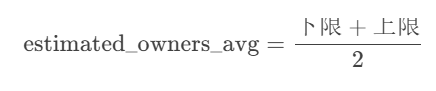 estimated_owners_avg = (下限 + 上限) / 2